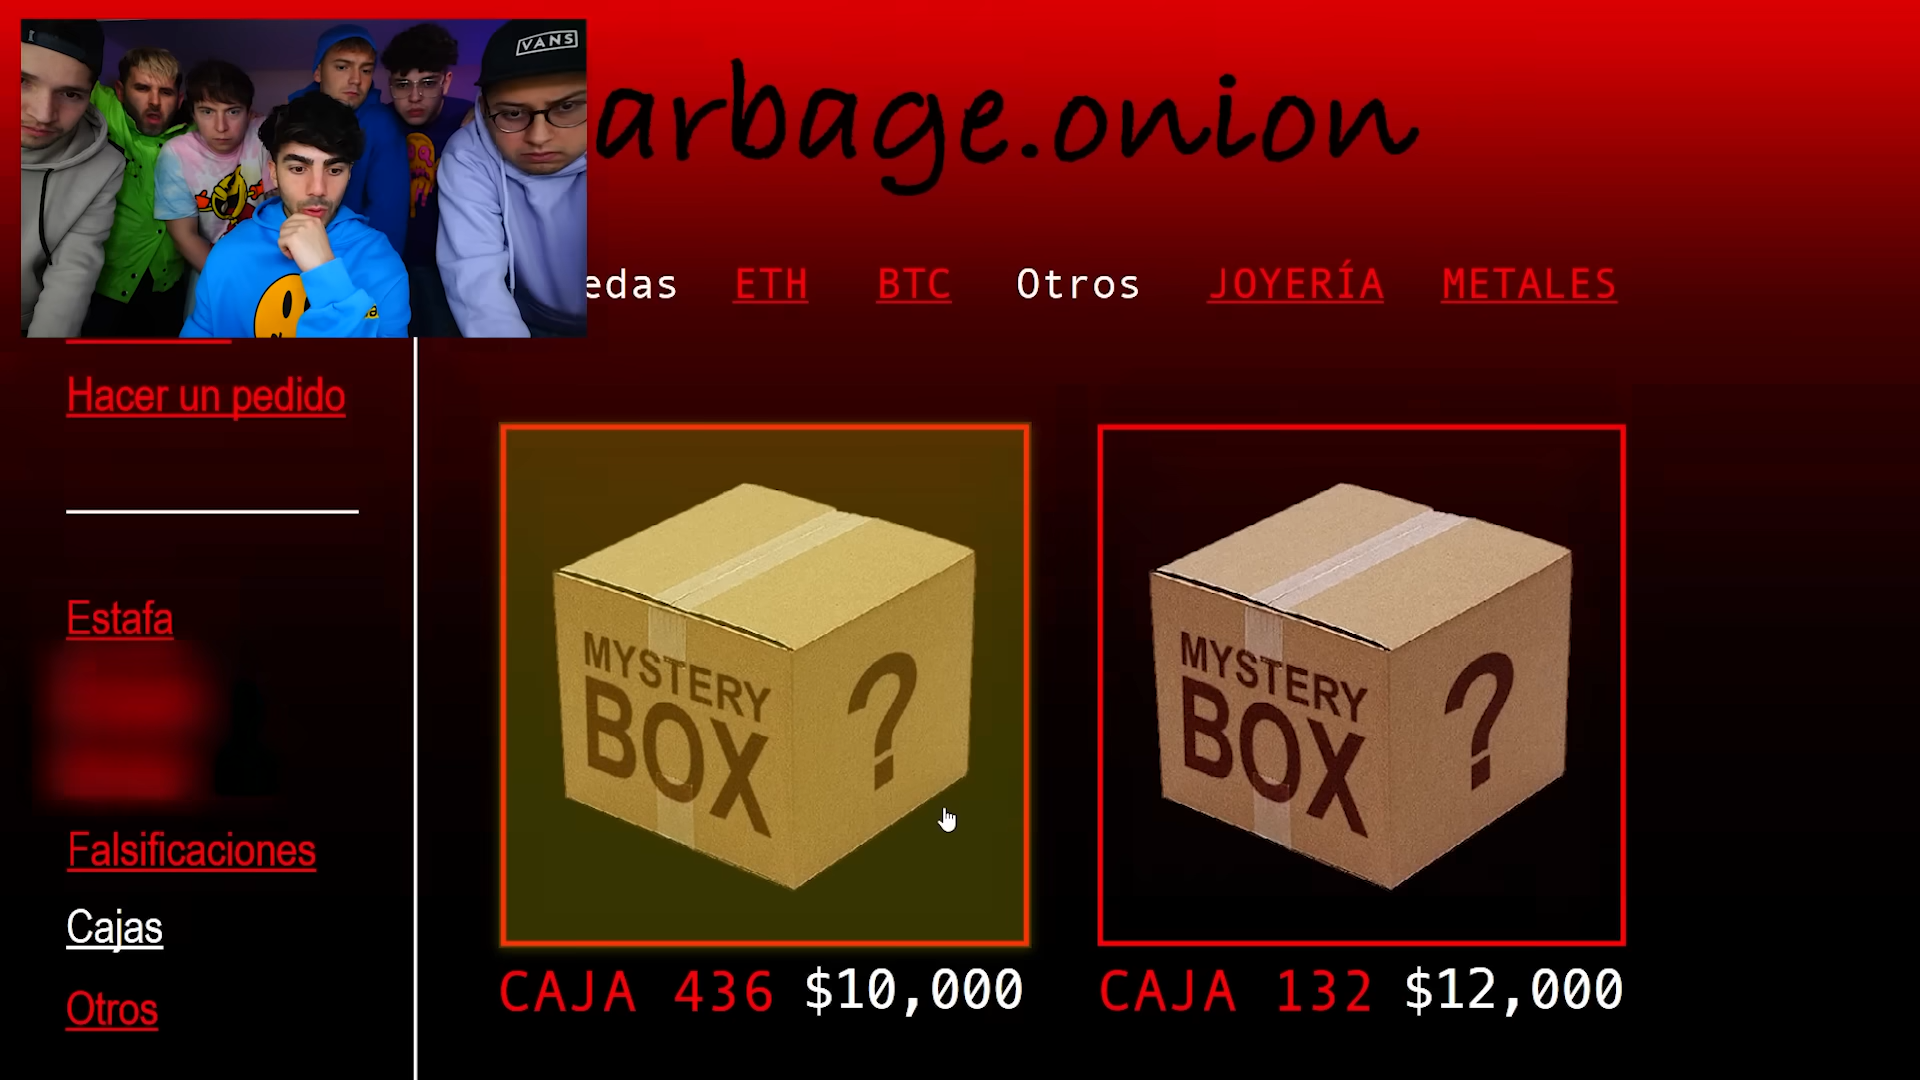 VANS
arbage.onion
edas ETH BTC Otros JOYERÍA METALES
Hacer un pedido
Estafa
Falsificaciones
Cajas
Otros
MYSTERY
BOX
?
MYSTERY
BOX
?
CAJA 436 $10,000
CAJA 132 $12,000